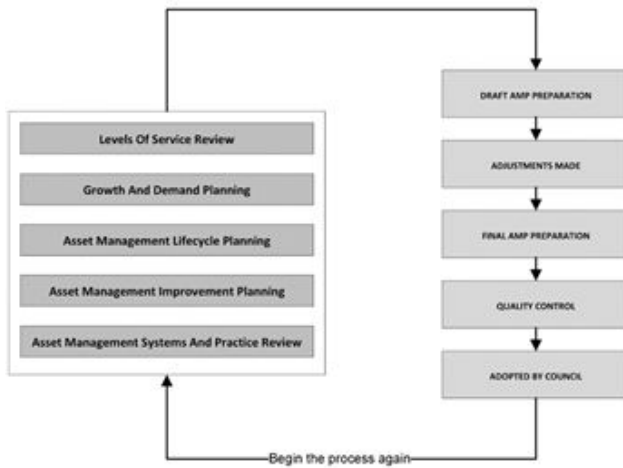 Levels Of Service Review
Growth And Demand Planning
Asset Management Lifecycle Planning
Asset Management Improvement Planning
Asset Management Systems And Practice Review
DRAFT AMP PREPARATION
ADJUSTMENTS MADE
FINAL AMP PREPARATION
QUALITY CONTROL
ADOPTED BY COUNCIL
Begin the process again